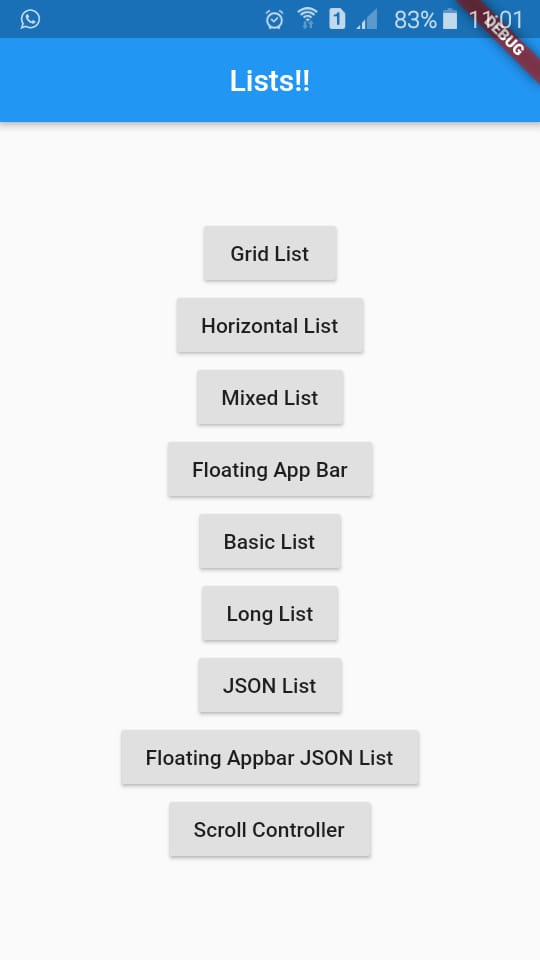 1 83% 11:01
DEBUG
Lists!!
Grid List
Horizontal List
Mixed List
Floating App Bar
Basic List
Long List
JSON List
Floating Appbar JSON List
Scroll Controller